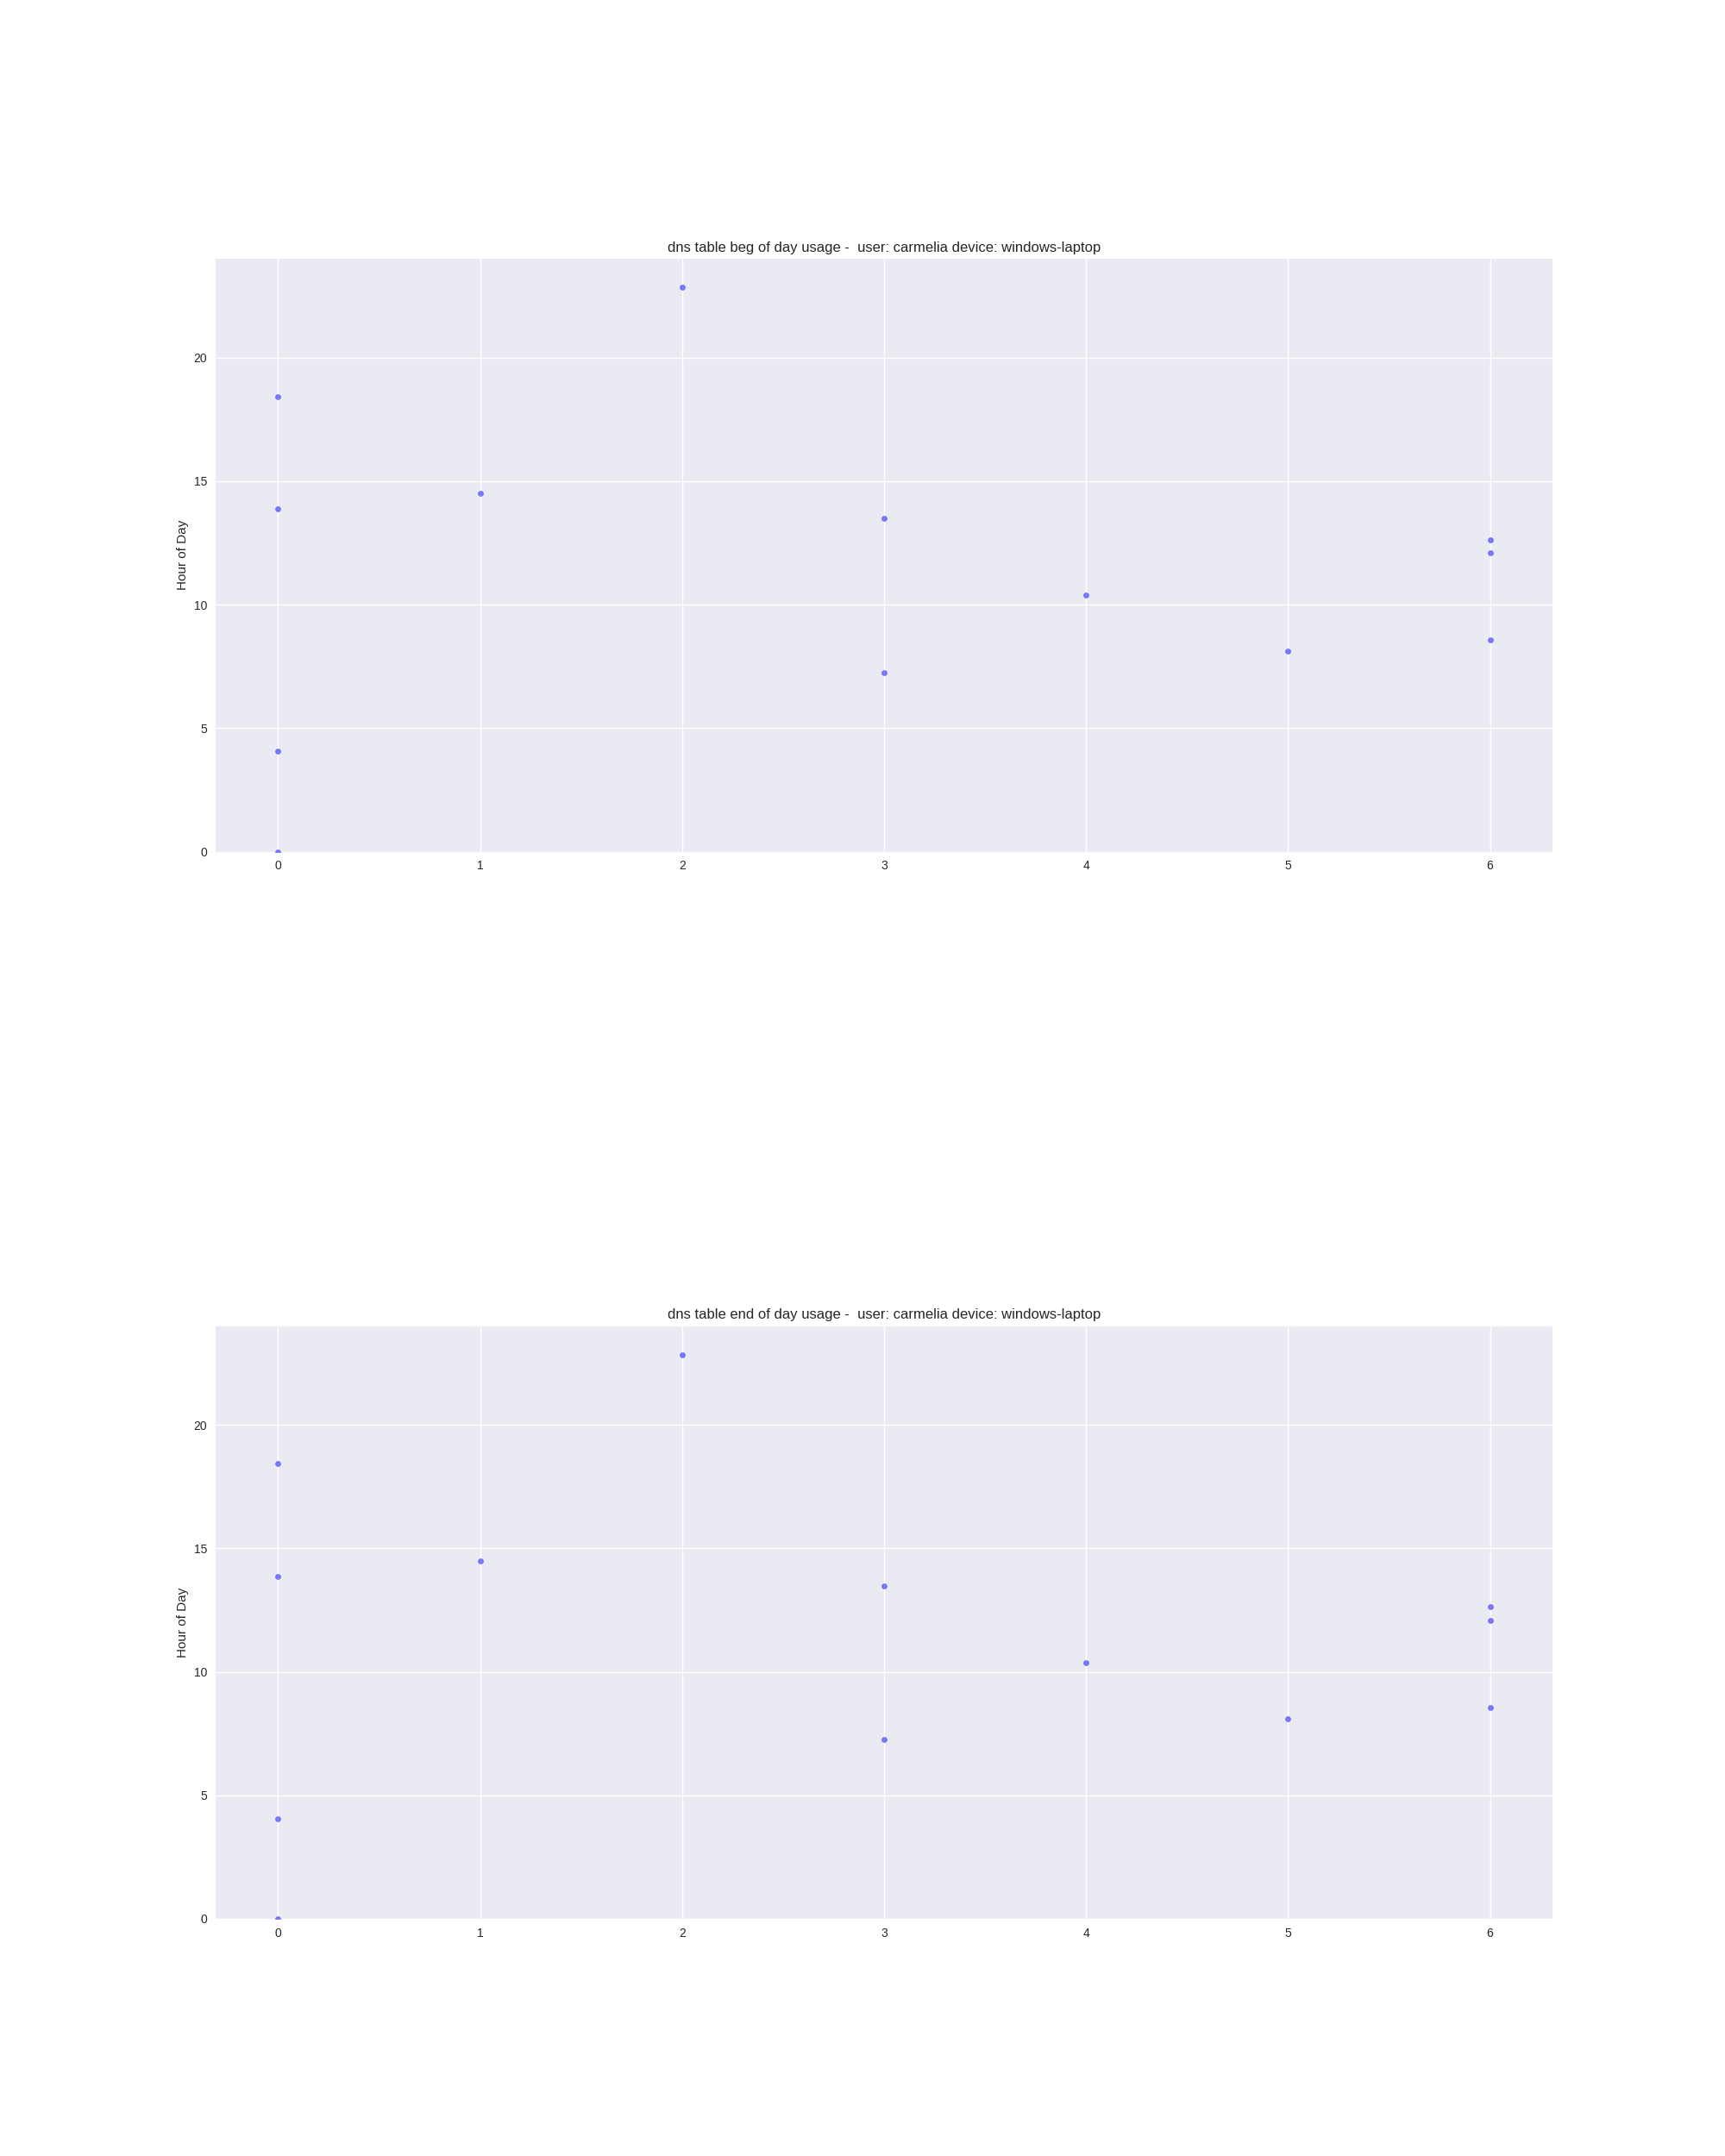 dns table beg of day usage -  user: carmelia device: windows-laptop
Hour of Day
20
15
10
5
0
0 1 2 3 4 5 6
dns table end of day usage -  user: carmelia device: windows-laptop
Hour of Day
20
15
10
5
0
0 1 2 3 4 5 6